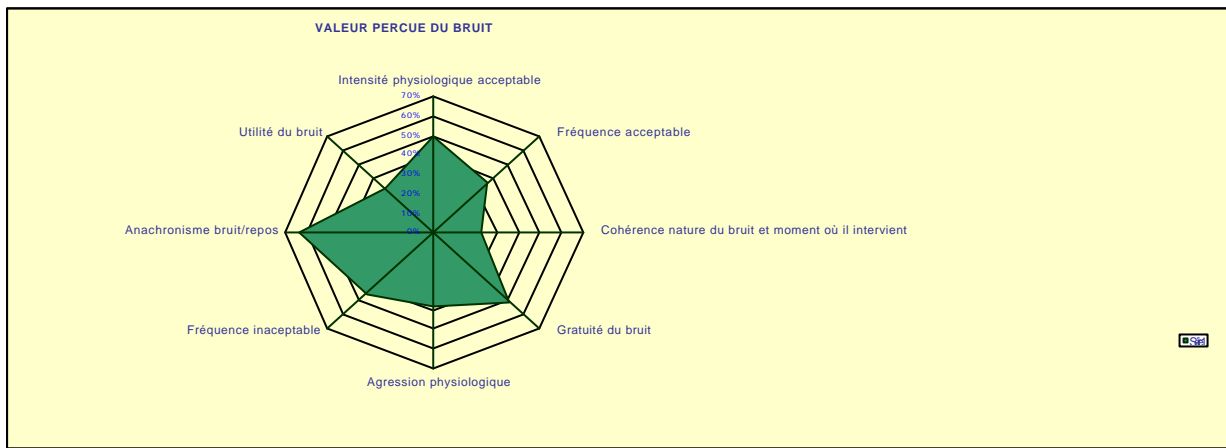 VALEUR PERCUE DU BRUIT
Intensité physiologique acceptable
70%
60%
50%
40%
30%
20%
10%
0%
Utilité du bruit
Fréquence acceptable
Anachronisme bruit/repos
Cohérence nature du bruit et moment où il intervient
Fréquence inacceptable
Gratuité du bruit
Agression physiologique